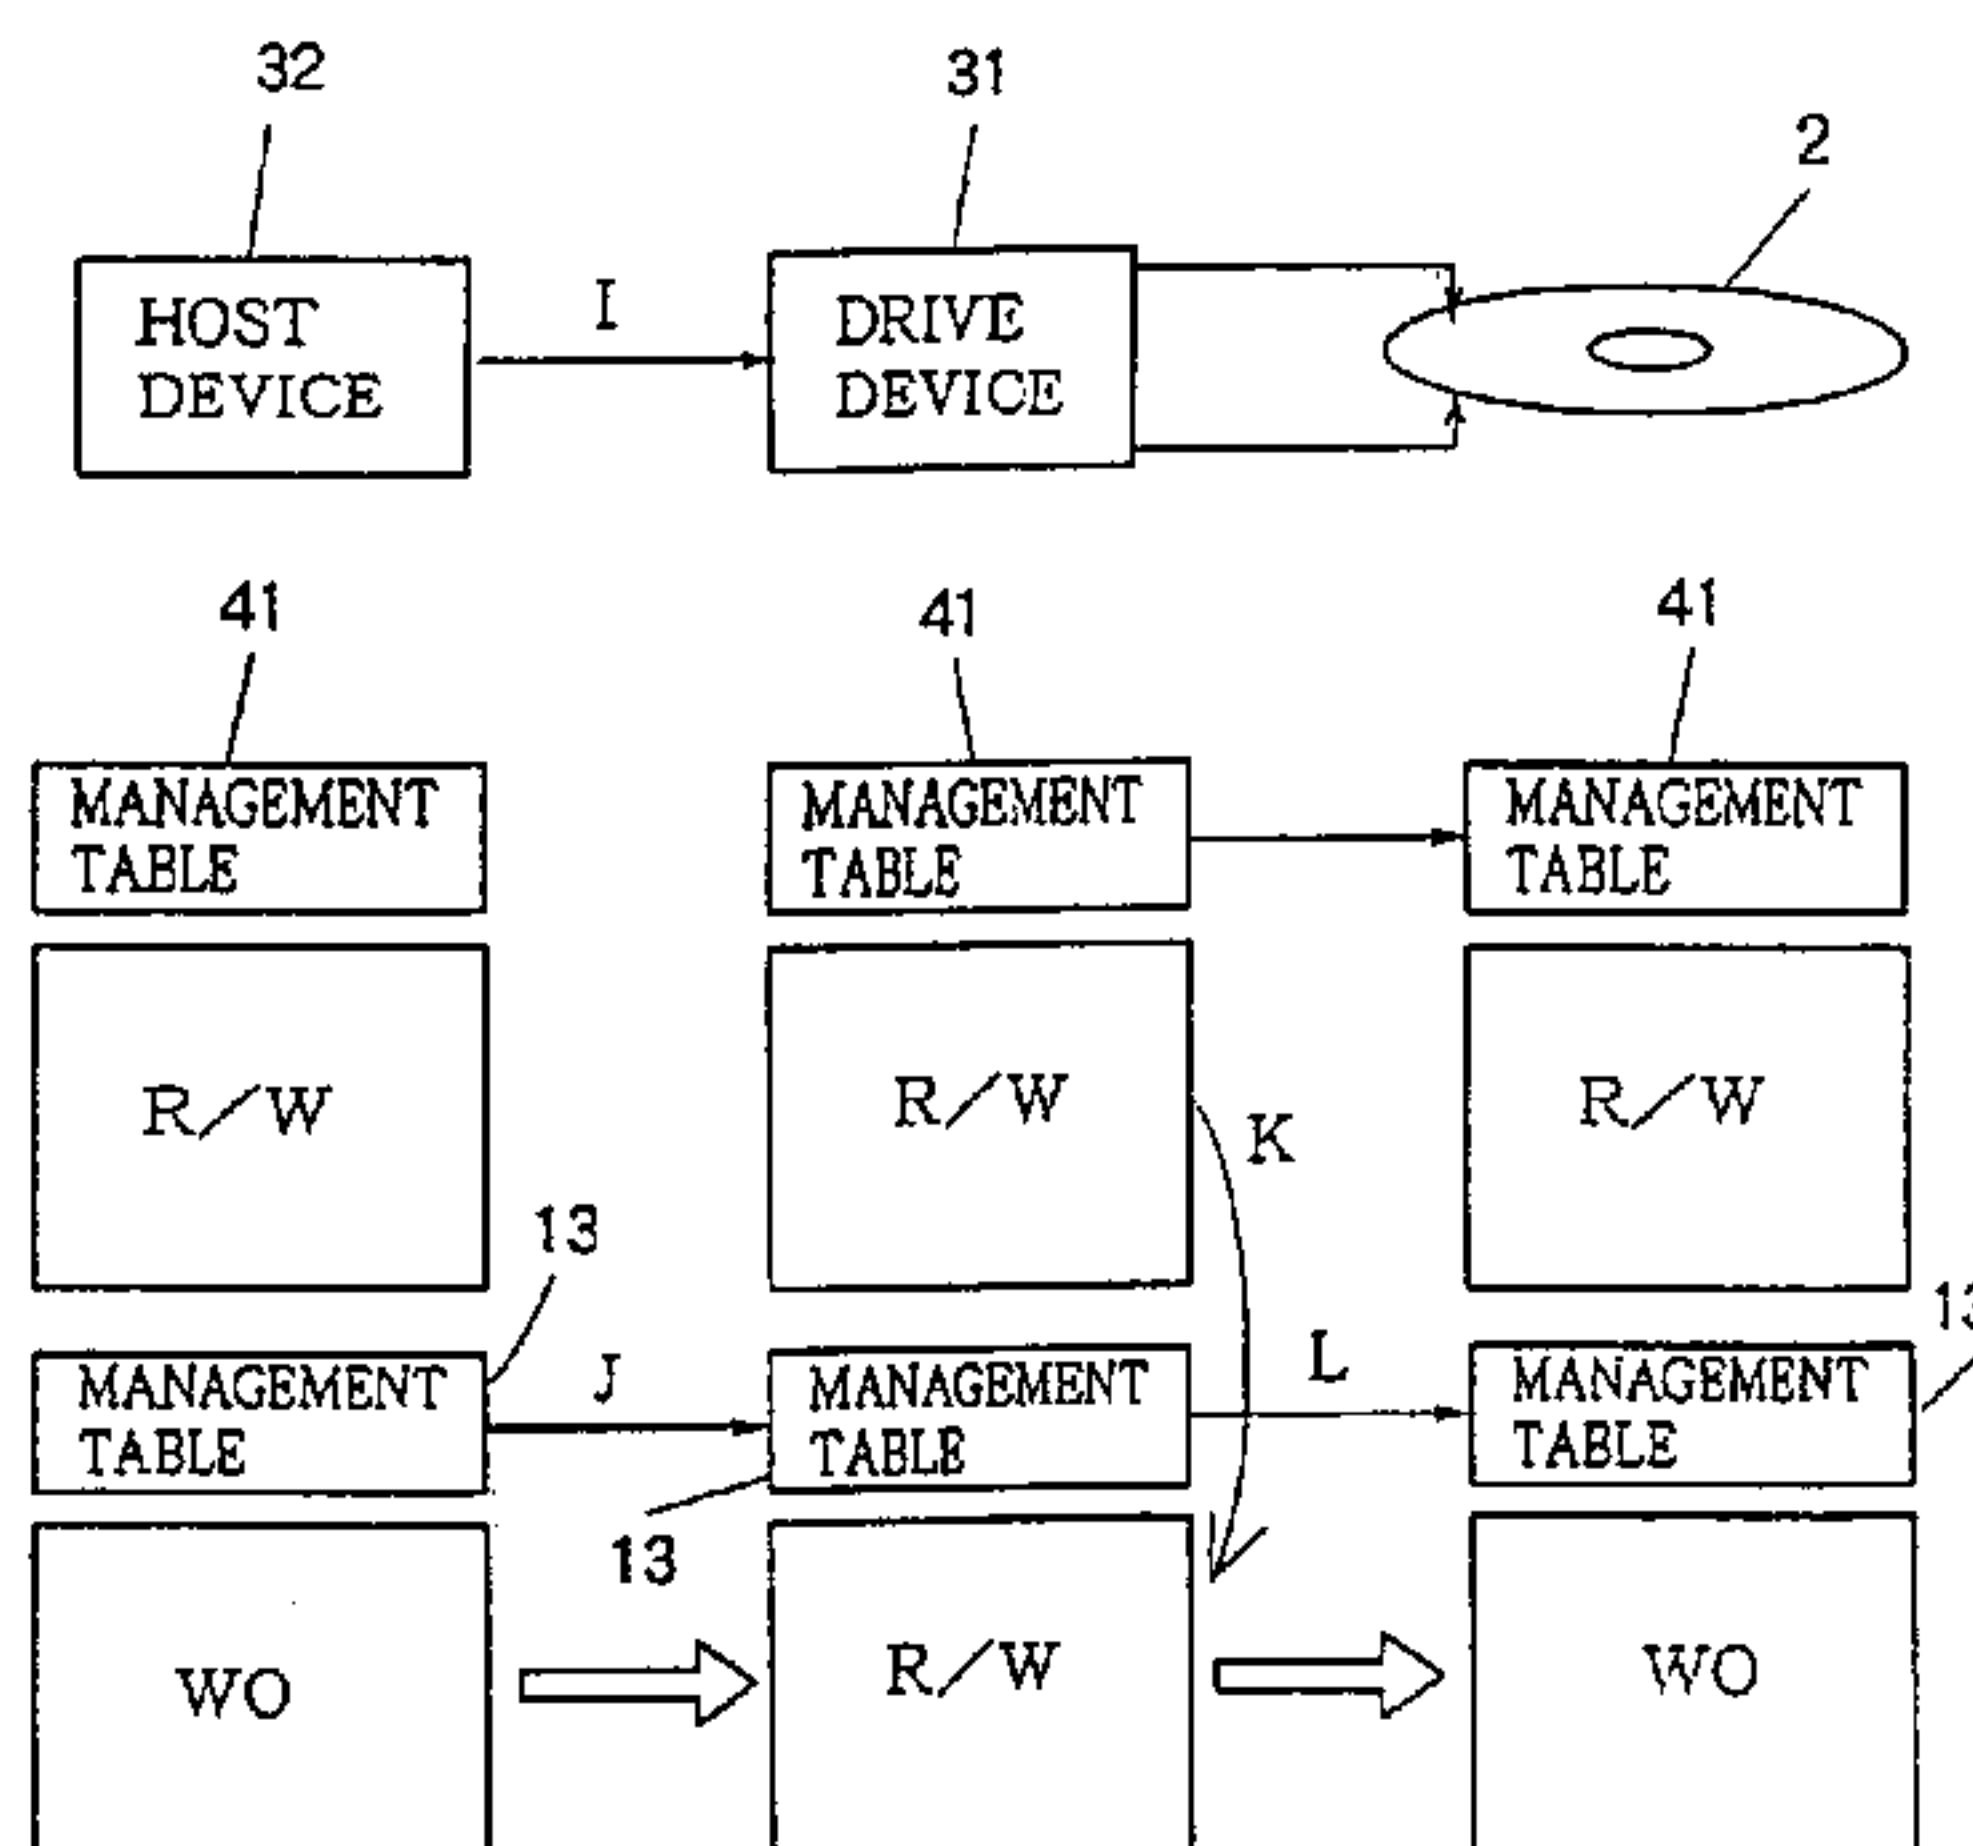 32
31
2
HOST
DEVICE
I
DRIVE
DEVICE
41
41
41
MANAGEMENT
TABLE
MANAGEMENT
TABLE
MANAGEMENT
TABLE
R/W
R/W
R/W
K
13
13
MANAGEMENT
TABLE
J
MANAGEMENT
TABLE
L
MANAGEMENT
TABLE
13
WO
R/W
WO